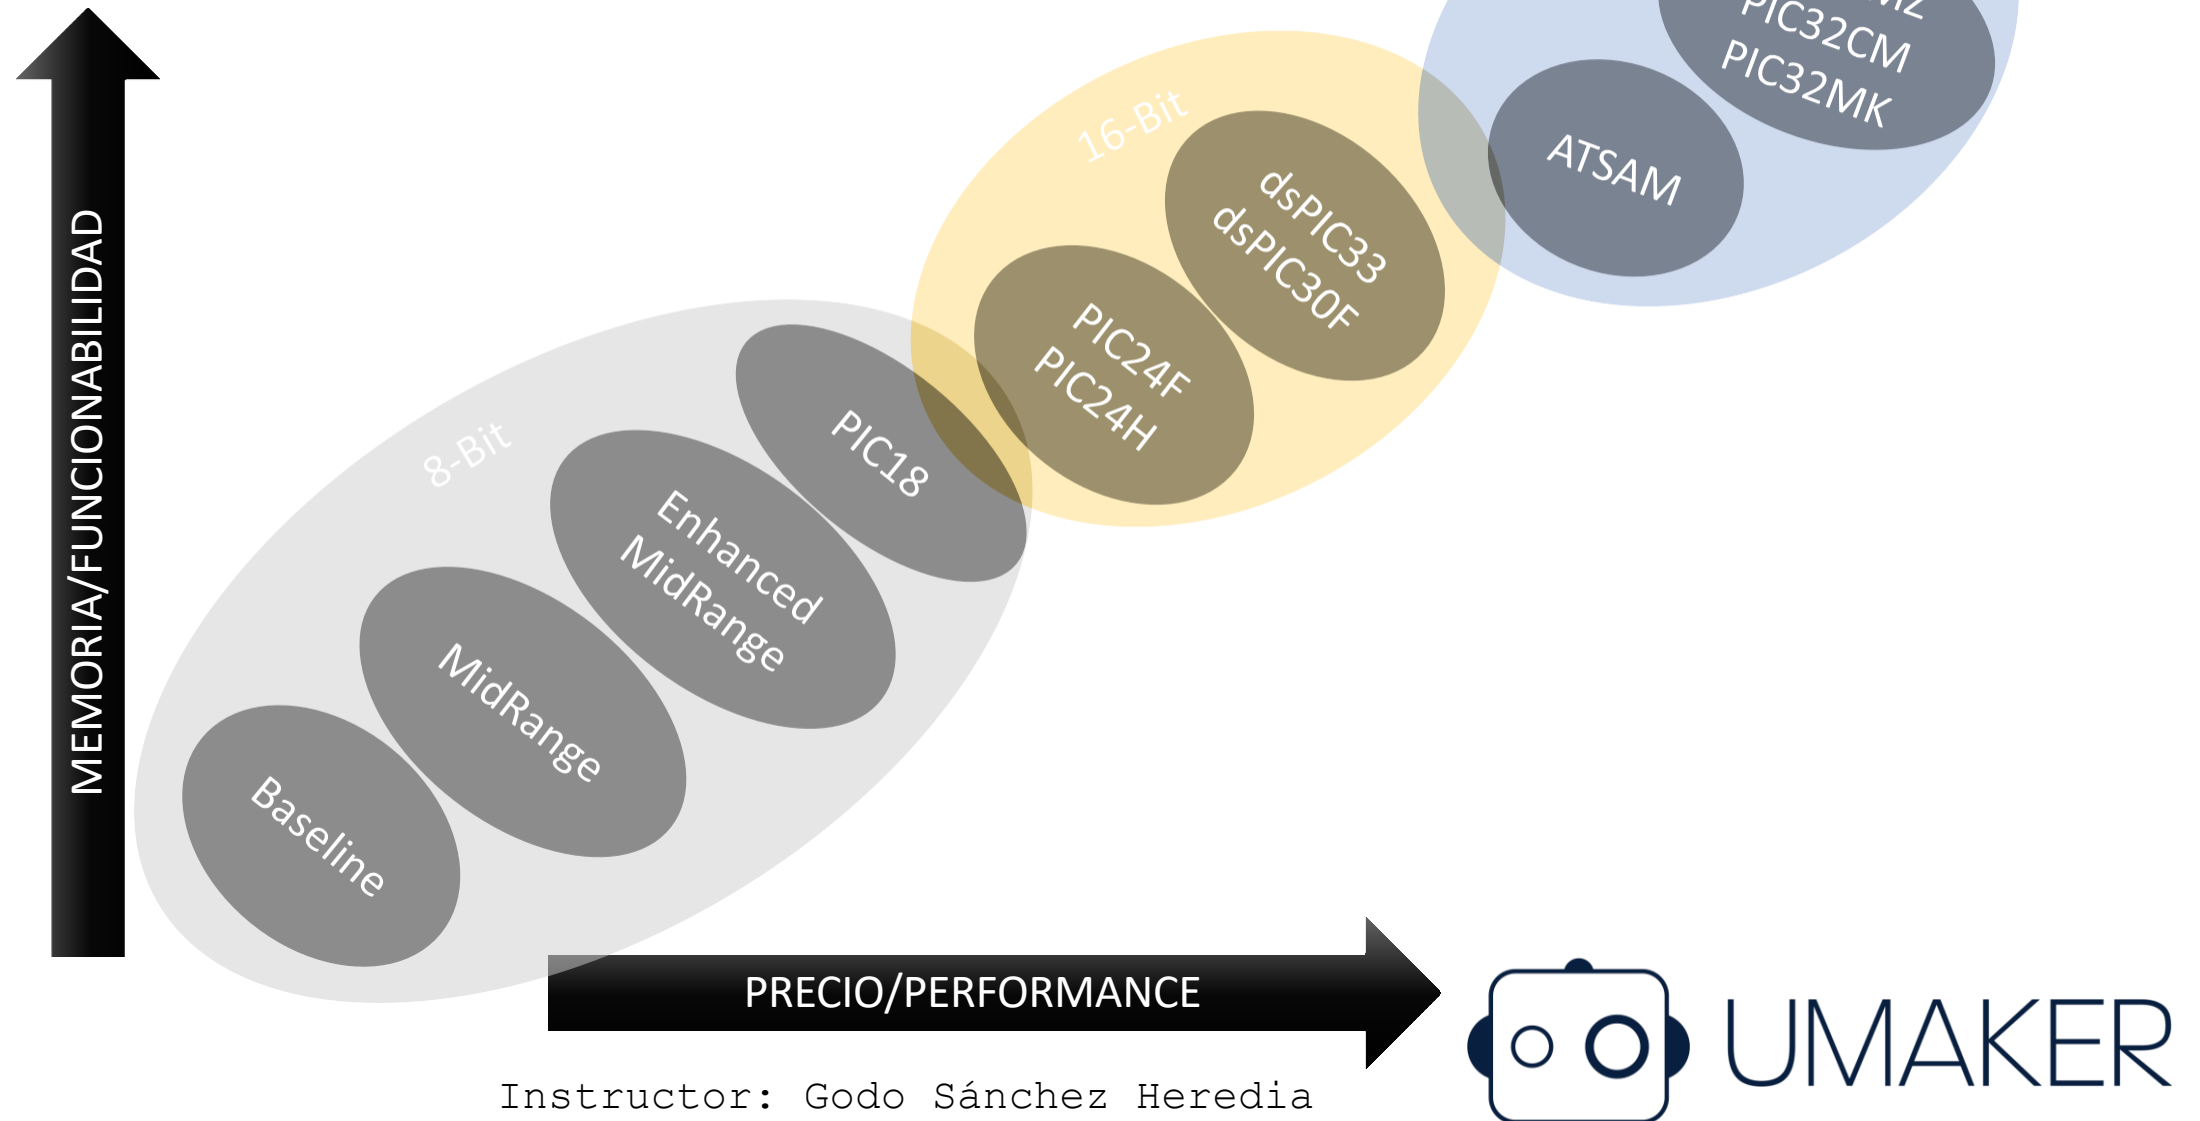 PIC32CM
PIC32MK
ATSAM
16-Bit
dsPIC33
dsPIC30F
PIC24F
PIC24H
8-Bit
PIC18
Enhanced
MidRange
MidRange
Baseline
MEMORIA/FUNCIONABILIDAD
PRECIO/PERFORMANCE
UMAKER
Instructor: Godo Sánchez Heredia